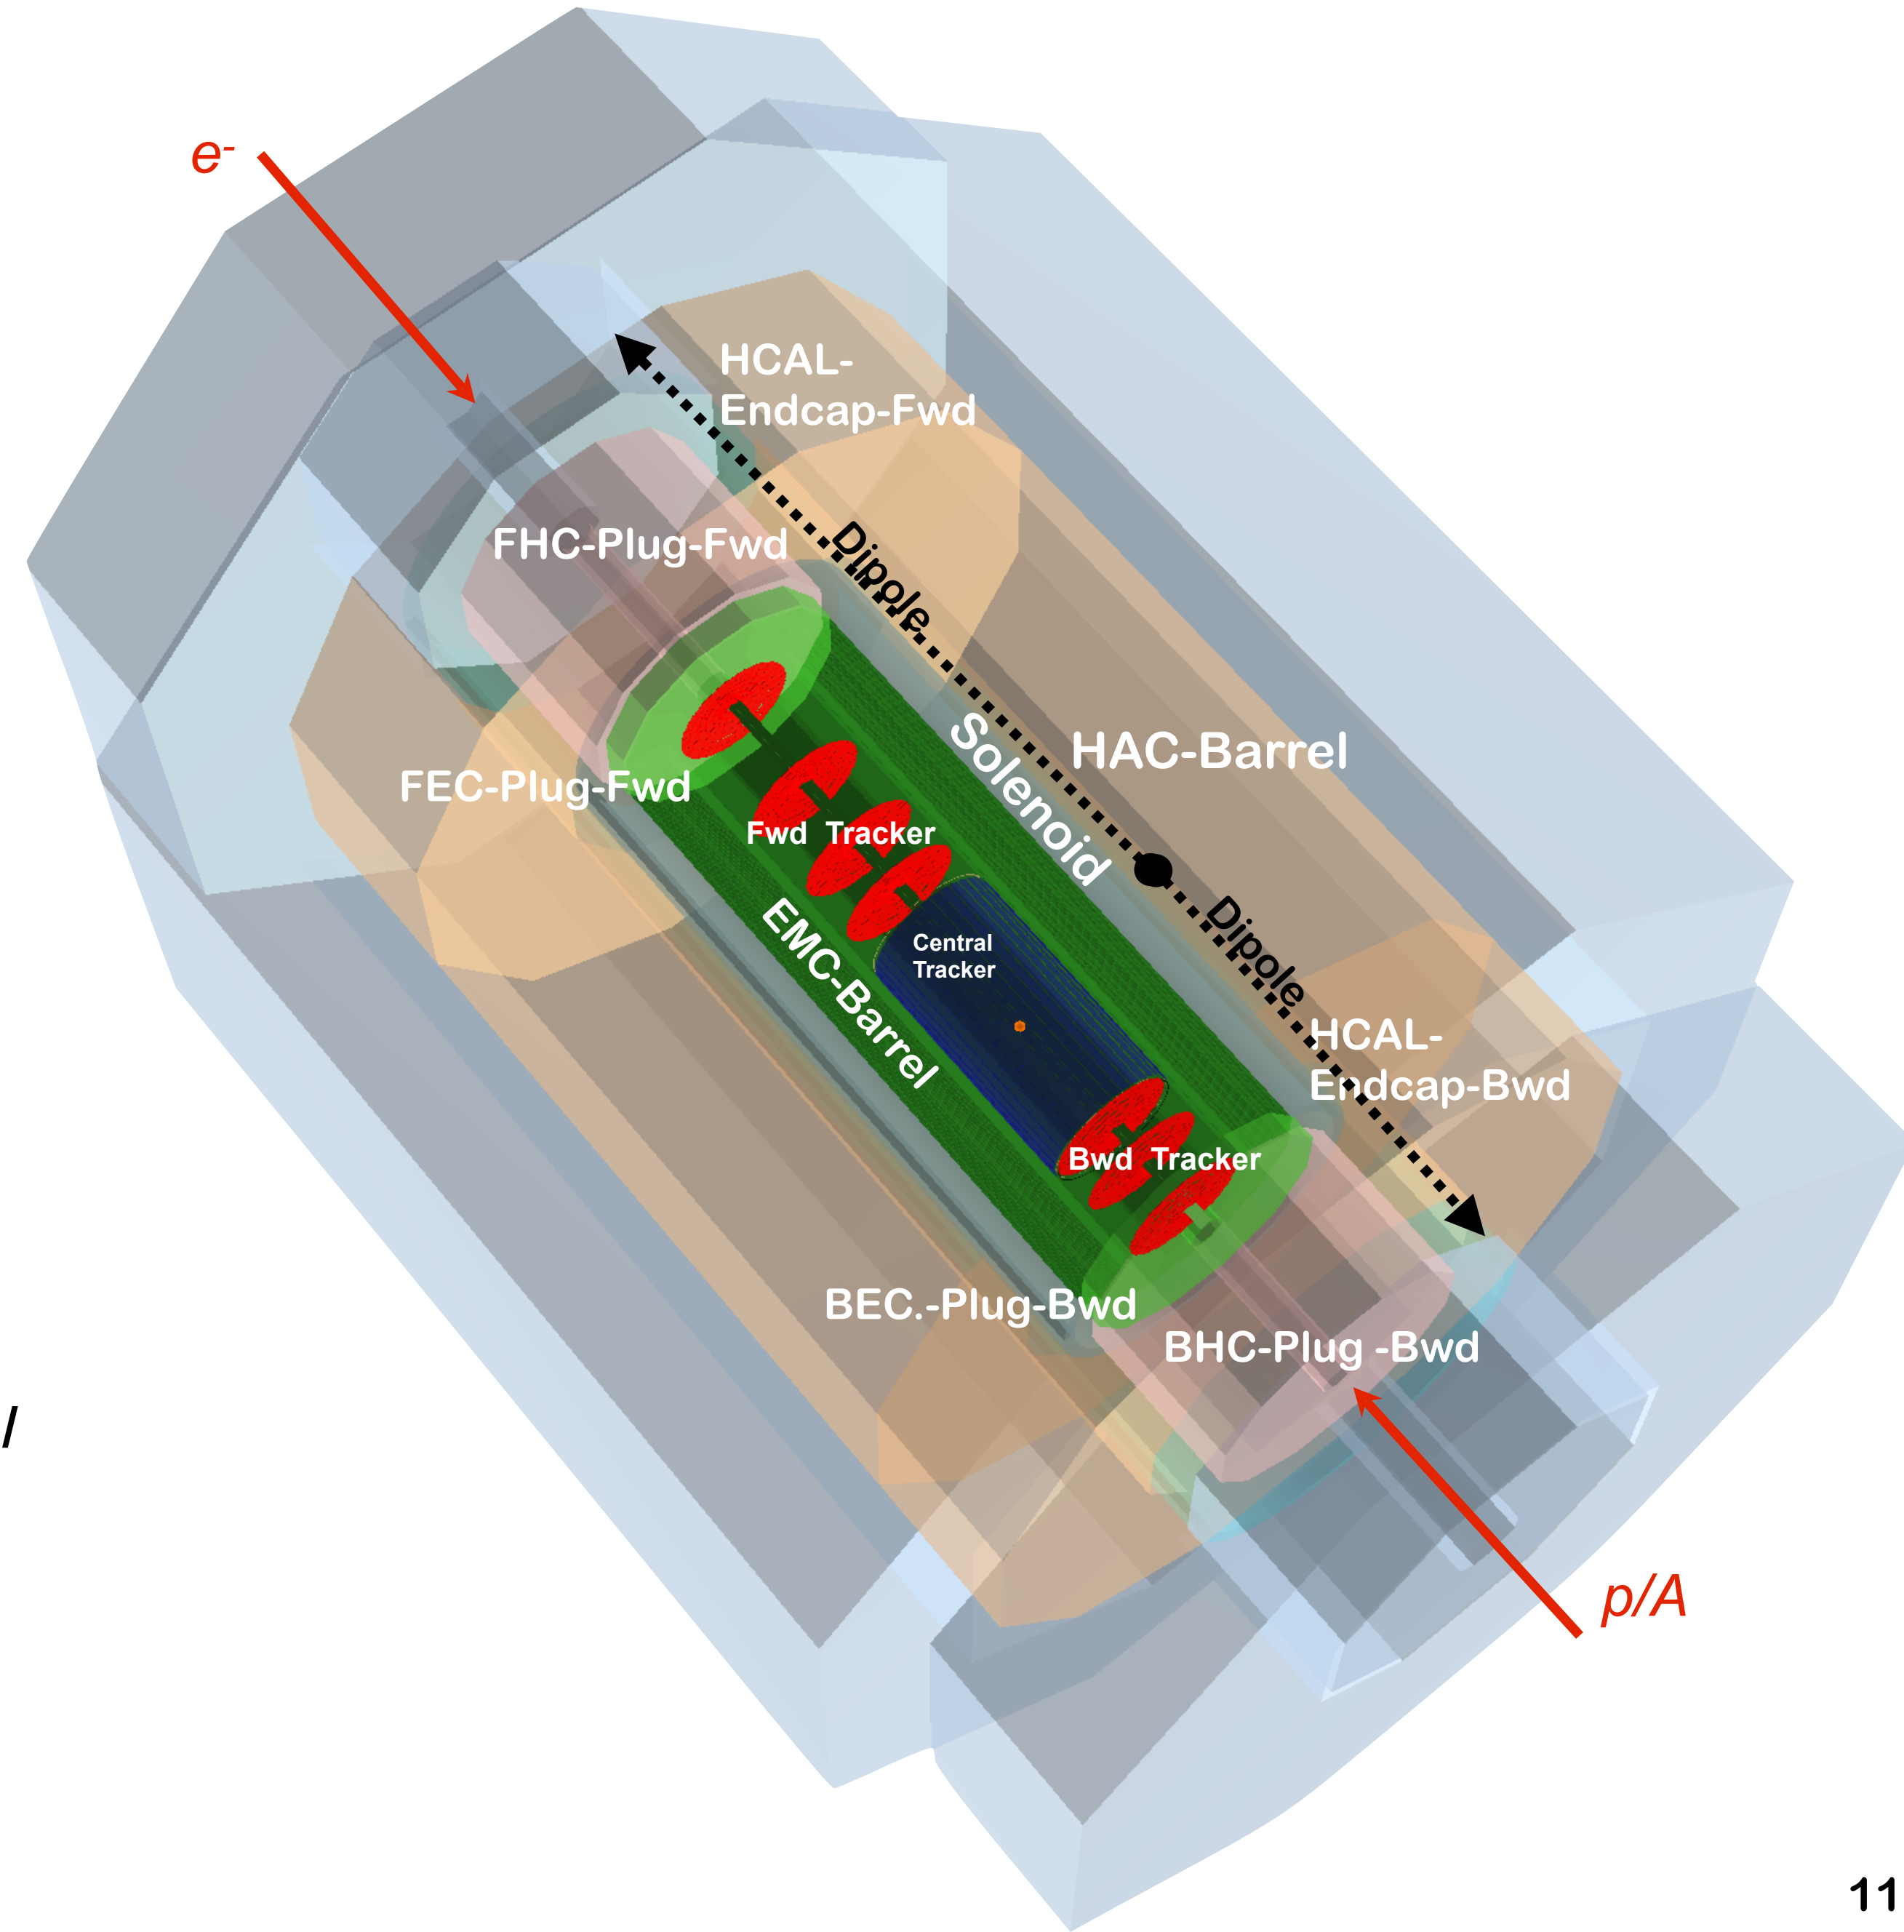 e-
HCAL-
Endcap-Fwd
Dipole
FHC-Plug-Fwd
Solenoid
HAC-Barrel
FEC-Plug-Fwd
Fwd Tracker
EMC-Barrel
Central
Tracker
Dipole
HCAL-
Endcap-Bwd
Bwd Tracker
BEC.-Plug-Bwd
BHC-Plug -Bwd
/
p/A
11